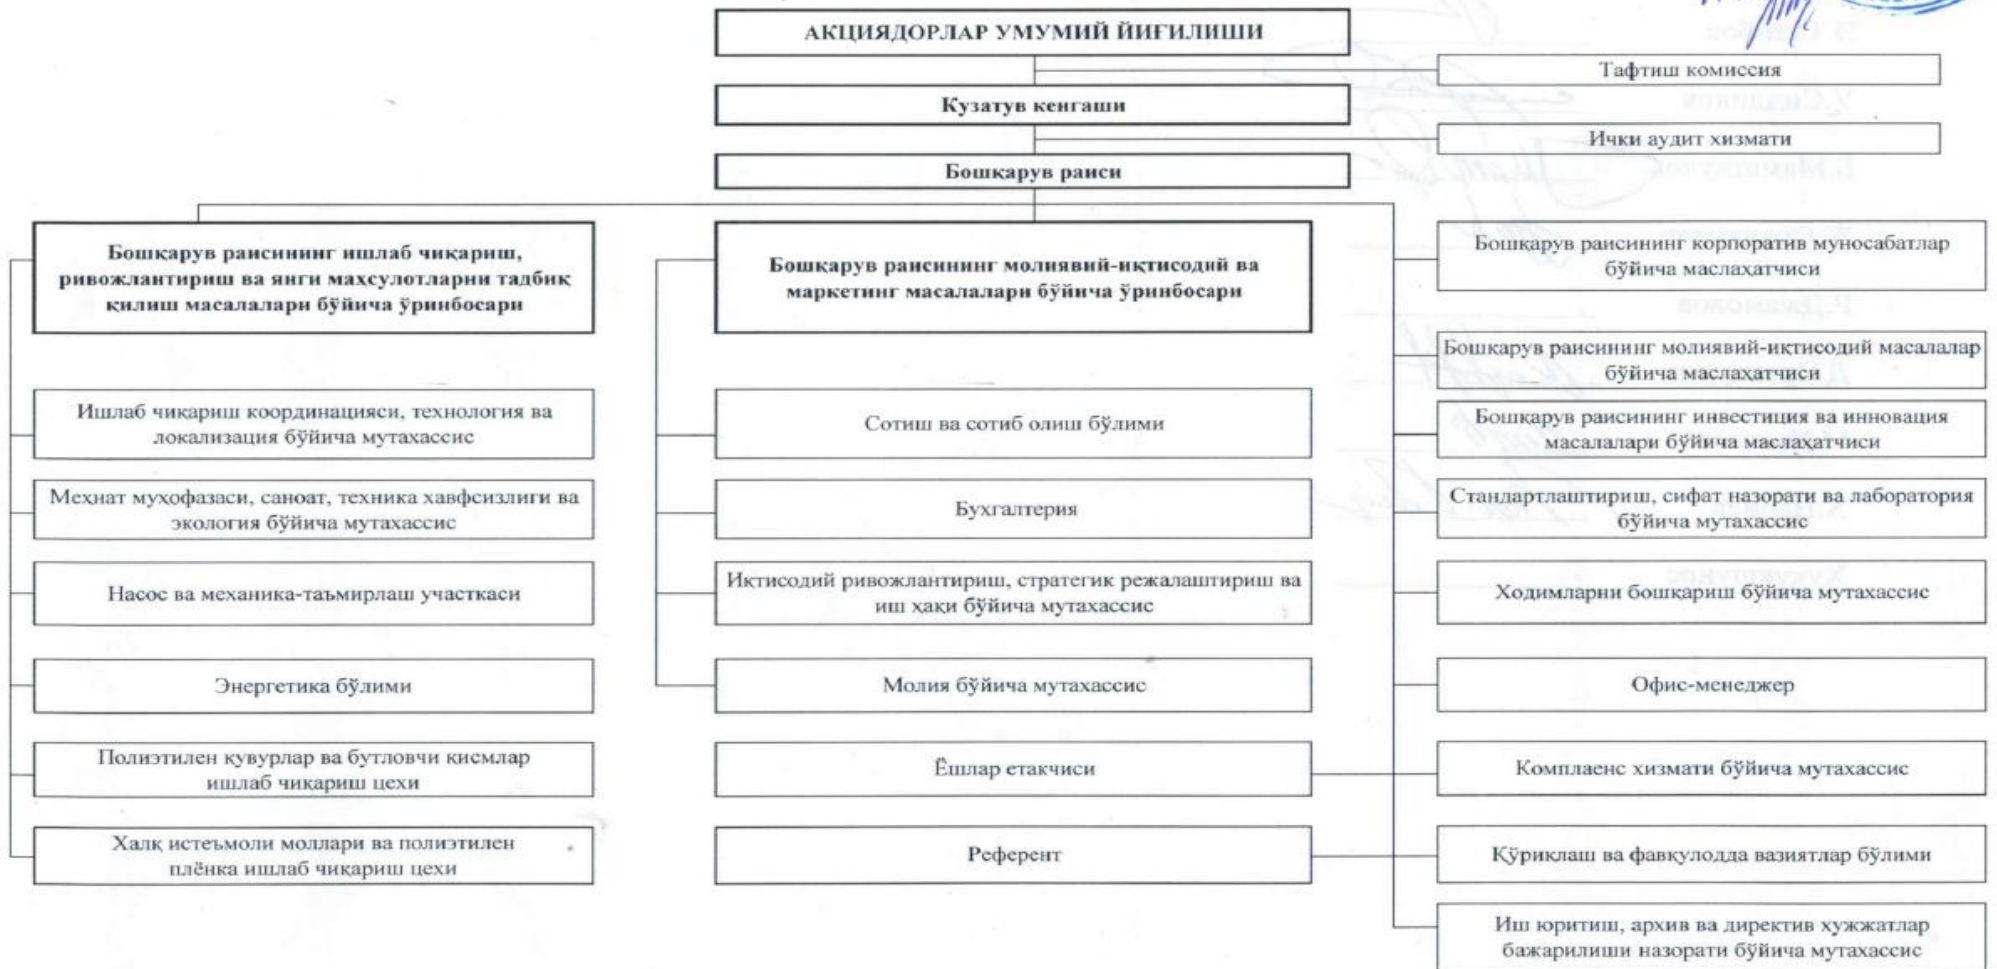 АКЦИЯДОРЛАР УМУМИЙ ЙИҒИЛИШИ
Тафтиш комиссия
Кузатув кенгаши
Ички аудит хизмати
Бошқарув раиси
Бошқарув раисининг ишлаб чиқариш,
ривожлантириш ва янги маҳсулотларни тадбиқ
қилиш масалалари бўйича ўринбосари
Бошқарув раисининг молиявий-иқтисодий ва
маркетинг масалалари бўйича ўринбосари
Бошқарув раисининг корпоратив муносабатлар
бўйича маслаҳатчиси
Бошқарув раисининг молиявий-иқтисодий масалалар
бўйича маслаҳатчиси
Ишлаб чиқариш координацияси, технология ва
локализация бўйича мутахассис
Сотиш ва сотиб олиш бўлими
Бошқарув раисининг инвестиция ва инновация
масалалари бўйича маслаҳатчиси
Меҳнат муҳофазаси, саноат, техника хавфсизлиги ва
экология бўйича мутахассис
Бухгалтерия
Стандартлаштириш, сифат назорати ва лаборатория
бўйича мутахассис
Насос ва механика-таъмирлаш участкаси
Иқтисодий ривожлантириш, стратегик режалаштириш ва
иш ҳақи бўйича мутахассис
Ходимларни бошқариш бўйича мутахассис
Энергетика бўлими
Молия бўйича мутахассис
Офис-менеджер
Полиэтилен қувурлар ва бутловчи қисмлар
ишлаб чиқариш цехи
Ёшлар етакчиси
Комплаенс хизмати бўйича мутахассис
Халқ истеъмоли моллари ва полиэтилен
плёнка ишлаб чиқариш цехи
Референт
Қўриқлаш ва фавқулодда вазиятлар бўлими
Иш юритиш, архив ва директив ҳужжатлар
бажарилиши назорати бўйича мутахассис